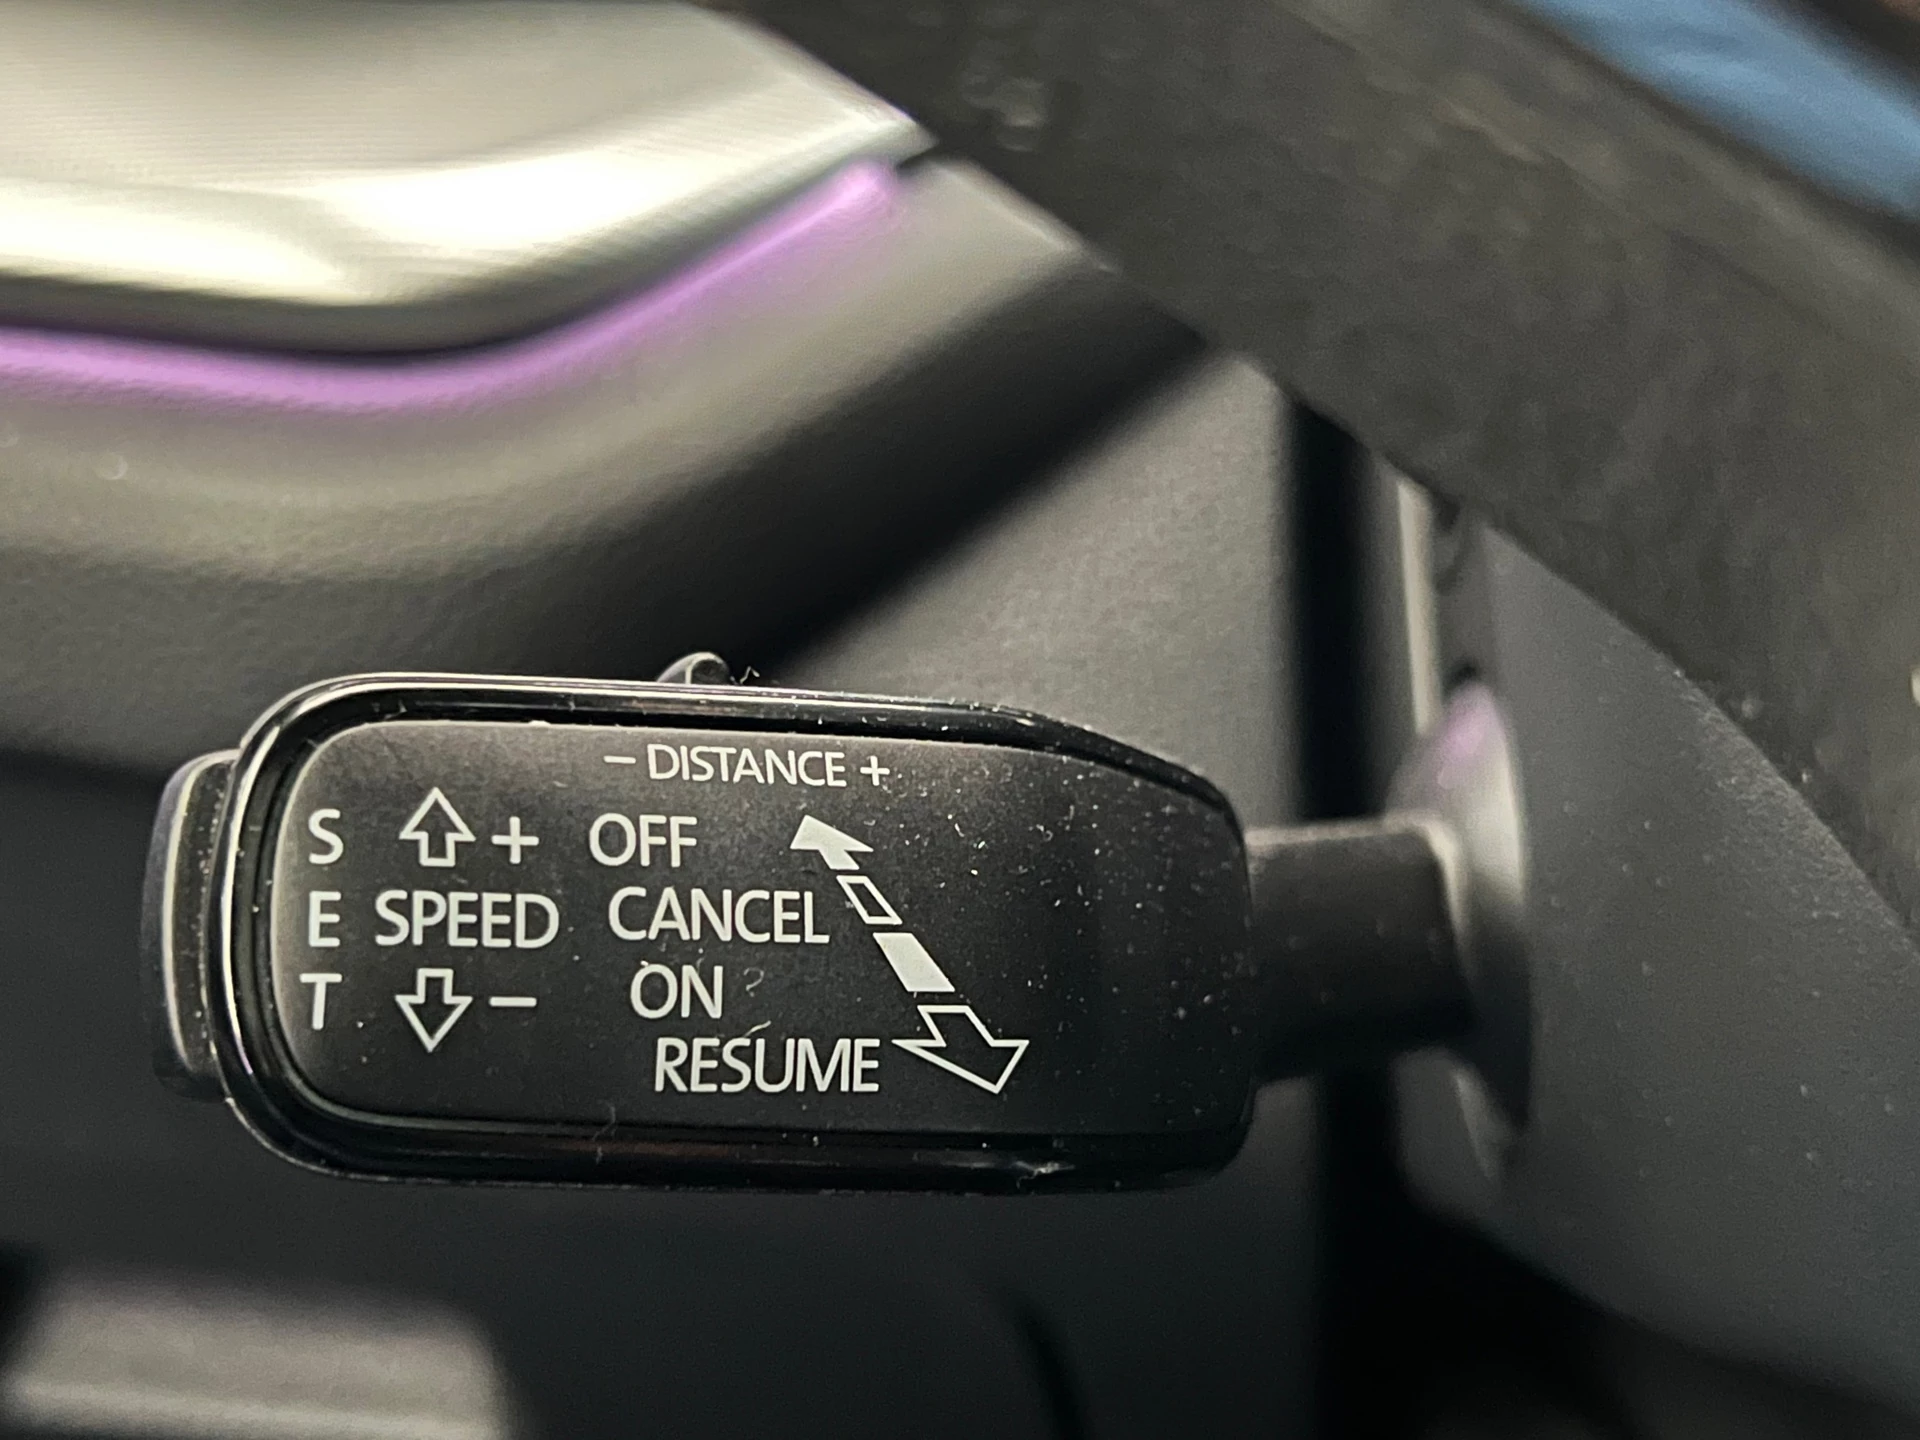 − DISTANCE +
S + OFF
E SPEED CANCEL
T − ON
RESUME